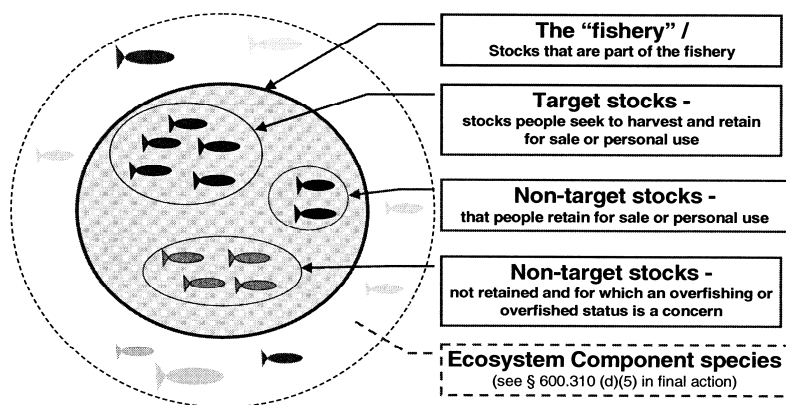 The “fishery” /
Stocks that are part of the fishery
Target stocks -
stocks people seek to harvest and retain
for sale or personal use
Non-target stocks -
that people retain for sale or personal use
Non-target stocks -
not retained and for which an overfishing or
overfished status is a concern
Ecosystem Component species
(see § 600.310 (d)(5) in final action)